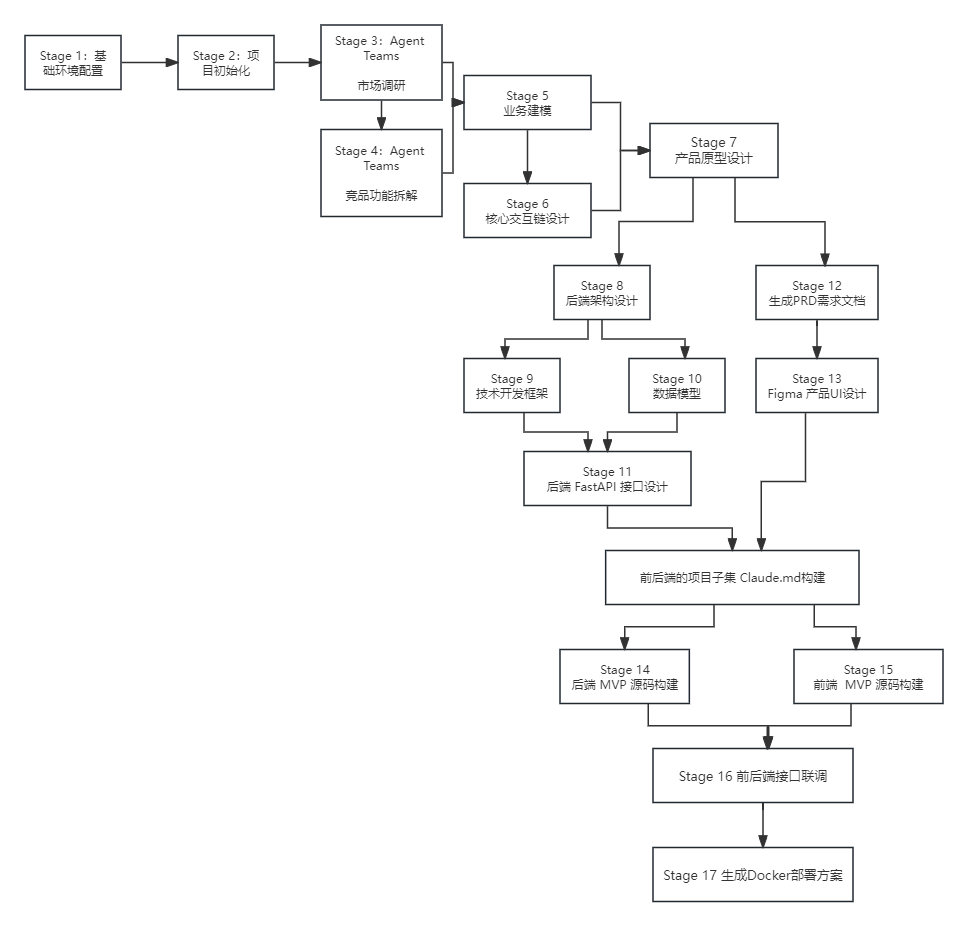 Stage 1：基
础环境配置
Stage 2：项
目初始化
Stage 3：Agent
Teams
市场调研
Stage 4：Agent
Teams
竞品功能拆解
Stage 5
业务建模
Stage 6
核心交互链设计
Stage 7
产品原型设计
Stage 8
后端架构设计
Stage 12
生成PRD需求文档
Stage 9
技术开发框架
Stage 10
数据模型
Stage 13
Figma 产品UI设计
Stage 11
后端 FastAPI 接口设计
前后端的项目子集 Claude.md构建
Stage 14
后端 MVP 源码构建
Stage 15
前端 MVP 源码构建
Stage 16 前后端接口联调
Stage 17 生成Docker部署方案